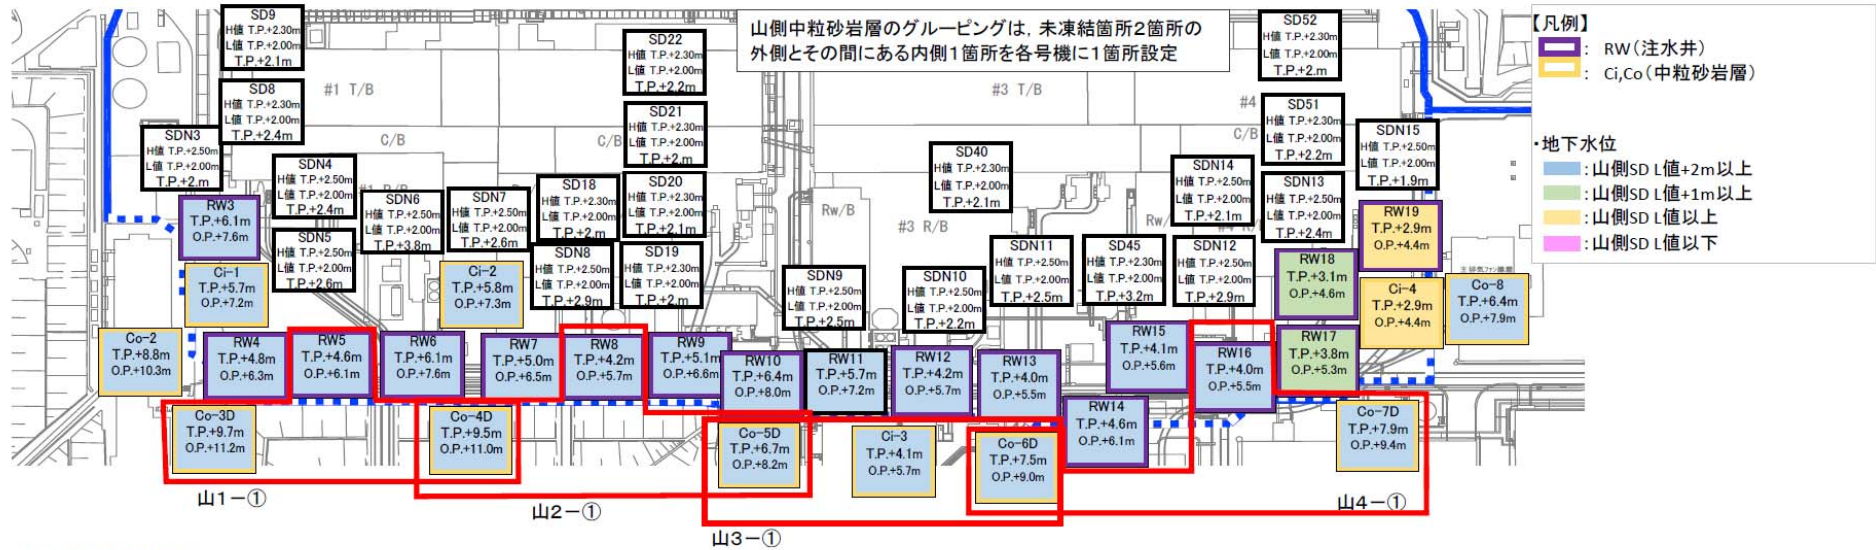 山側中粒砂岩層のグルーピングは，未凍結箇所２箇所の
外側とその間にある内側１箇所を各号機に１箇所設定
【凡例】
： RW（注水井）
： Ci,Co（中粒砂岩層）
・地下水位
：山側SD L値+2m以上
：山側SD L値+1m以上
：山側SD L値以上
：山側SD L値以下
SD9
H値 T.P.+2.30m
L値 T.P.+2.00m
T.P.+2.1m
SD8
H値 T.P.+2.30m
L値 T.P.+2.00m
T.P.+2.4m
SDN3
H値 T.P.+2.50m
L値 T.P.+2.00m
T.P.+2.m
SDN4
H値 T.P.+2.50m
L値 T.P.+2.00m
T.P.+2.4m
SDN5
H値 T.P.+2.50m
L値 T.P.+2.00m
T.P.+2.6m
SDN6
H値 T.P.+2.50m
L値 T.P.+2.00m
T.P.+3.8m
SDN7
H値 T.P.+2.50m
L値 T.P.+2.00m
T.P.+2.6m
SD18
H値 T.P.+2.30m
L値 T.P.+2.00m
T.P.+2.m
SDN8
H値 T.P.+2.50m
L値 T.P.+2.00m
T.P.+2.9m
SD22
H値 T.P.+2.30m
L値 T.P.+2.00m
T.P.+2.2m
SD21
H値 T.P.+2.30m
L値 T.P.+2.00m
T.P.+2.m
SD20
H値 T.P.+2.30m
L値 T.P.+2.00m
T.P.+2.1m
SD19
H値 T.P.+2.30m
L値 T.P.+2.00m
T.P.+2.m
SDN9
H値 T.P.+2.50m
L値 T.P.+2.00m
T.P.+2.5m
SD40
H値 T.P.+2.30m
L値 T.P.+2.00m
T.P.+2.1m
SDN10
H値 T.P.+2.50m
L値 T.P.+2.00m
T.P.+2.2m
SDN11
H値 T.P.+2.50m
L値 T.P.+2.00m
T.P.+2.5m
SD45
H値 T.P.+2.30m
L値 T.P.+2.00m
T.P.+3.2m
SDN14
H値 T.P.+2.50m
L値 T.P.+2.00m
T.P.+2.1m
SDN12
H値 T.P.+2.50m
L値 T.P.+2.00m
T.P.+2.9m
SD52
H値 T.P.+2.30m
L値 T.P.+2.00m
T.P.+2.m
SD51
H値 T.P.+2.30m
L値 T.P.+2.00m
T.P.+2.2m
SDN13
H値 T.P.+2.50m
L値 T.P.+2.00m
T.P.+2.4m
SDN15
H値 T.P.+2.50m
L値 T.P.+2.00m
T.P.+1.9m
#1 T/B
C/B
C/B
#3 T/B
#4
C/B
Rw/B
#3 R/B
Rw/
RW3
T.P.+6.1m
O.P.+7.6m
Ci-1
T.P.+5.7m
O.P.+7.2m
Ci-2
T.P.+5.8m
O.P.+7.3m
Co-2
T.P.+8.8m
O.P.+10.3m
RW4
T.P.+4.8m
O.P.+6.3m
RW5
T.P.+4.6m
O.P.+6.1m
RW6
T.P.+6.1m
O.P.+7.6m
RW7
T.P.+5.0m
O.P.+6.5m
RW8
T.P.+4.2m
O.P.+5.7m
RW9
T.P.+5.1m
O.P.+6.6m
RW10
T.P.+6.4m
O.P.+8.0m
RW11
T.P.+5.7m
O.P.+7.2m
RW12
T.P.+4.2m
O.P.+5.7m
RW13
T.P.+4.0m
O.P.+5.5m
RW14
T.P.+4.6m
O.P.+6.1m
RW15
T.P.+4.1m
O.P.+5.6m
RW16
T.P.+4.0m
O.P.+5.5m
RW17
T.P.+3.8m
O.P.+5.3m
RW18
T.P.+3.1m
O.P.+4.6m
RW19
T.P.+2.9m
O.P.+4.4m
Ci-4
T.P.+2.9m
O.P.+4.4m
Co-8
T.P.+6.4m
O.P.+7.9m
Co-3D
T.P.+9.7m
O.P.+11.2m
Co-4D
T.P.+9.5m
O.P.+11.0m
Co-5D
T.P.+6.7m
O.P.+8.2m
Ci-3
T.P.+4.1m
O.P.+5.7m
Co-6D
T.P.+7.5m
O.P.+9.0m
Co-7D
T.P.+7.9m
O.P.+9.4m
山1－①
山2－①
山3－①
山4－①